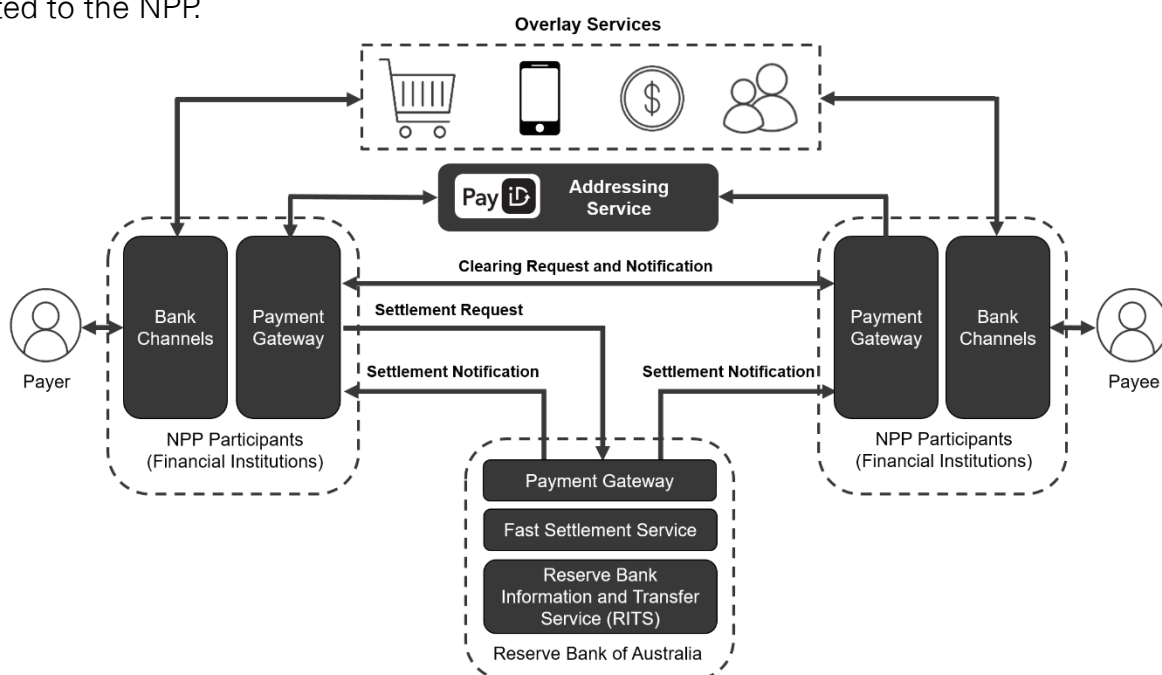 ted to the NPP.
Overlay Services
$
Pay iD
Addressing
Service
Clearing Request and Notification
Settlement Request
Settlement Notification
Settlement Notification
Bank
Channels
Payment
Gateway
Payment
Gateway
Bank
Channels
Payer
Payee
NPP Participants
(Financial Institutions)
NPP Participants
(Financial Institutions)
Payment Gateway
Fast Settlement Service
Reserve Bank
Information and Transfer
Service (RITS)
Reserve Bank of Australia